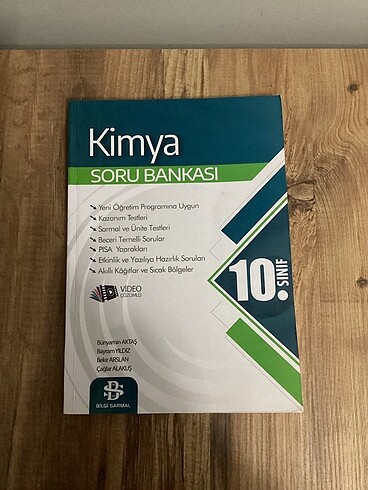 Kimya
SORU BANKASI
Yeni Öğretim Programına Uygun
Kazanım Testleri
Sarmal ve Ünite Testleri
Beceri Temelli Sorular
PISA Yaprakları
Etkinlik ve Yazılıya Hazırlık Soruları
Akıllı Kâğıtlar ve Sıcak Bölgeler
10. SINIF
VİDEO
ÇÖZÜMLÜ
Bünyamin AKTAŞ
Bayram YILDIZ
Bekir ARSLAN
Çağlar ALAKUŞ
BİLGİ SARMAL